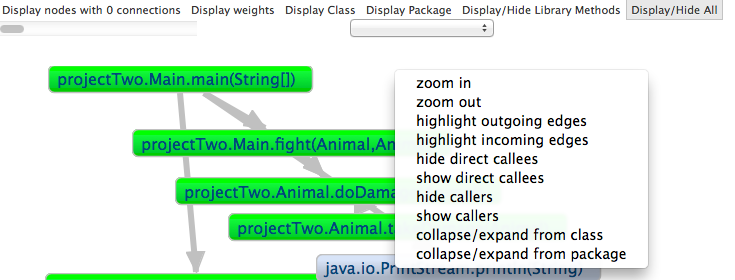 Display nodes with 0 connections Display weights Display Class Display Package Display/Hide Library Methods Display/Hide All
projectTwo.Main.main(String[])
zoom in
zoom out
highlight outgoing edges
highlight incoming edges
hide direct callees
show direct callees
hide callers
show callers
collapse/expand from class
collapse/expand from package
projectTwo.Main.fight(Animal,An
projectTwo.Animal.doDama
projectTwo.Animal.t
java.io.PrintStream.println(String)